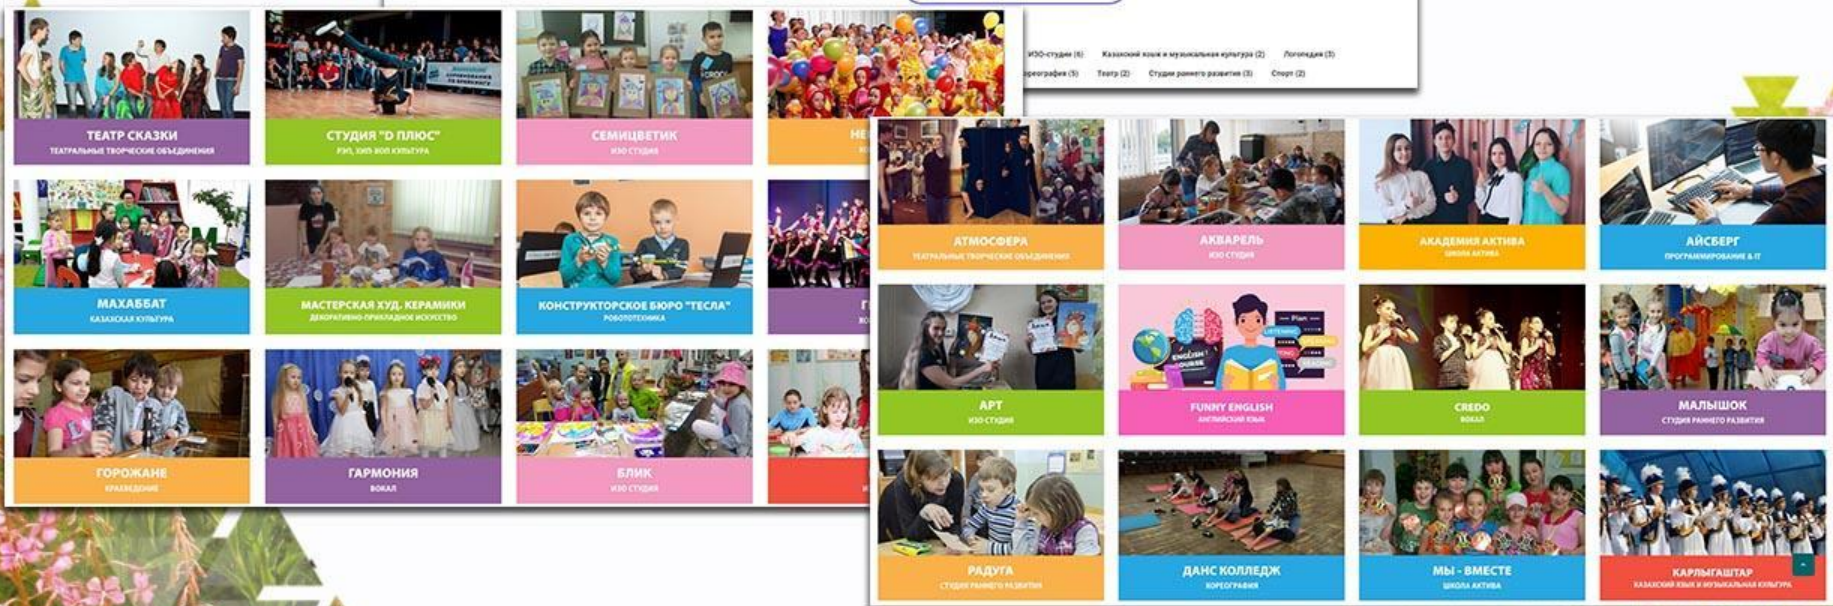 ИЗО-студии (6) Казахский язык и музыкальная культура (2) Логопедия (3)
Театр (2) Студии раннего развития (3) Спорт (2)
ТЕАТР СКАЗКИ
ТЕАТРАЛЬНЫЕ ТВОРЧЕСКИЕ ОБЪЕДИНЕНИЯ
СТУДИЯ "D ПЛЮС"
РЭП, ХИП-ХОП КУЛЬТУРА
СЕМИЦВЕТИК
ИЗО СТУДИЯ
МАХАББАТ
КАЗАХСКАЯ КУЛЬТУРА
МАСТЕРСКАЯ ХУД. КЕРАМИКИ
ДЕКОРАТИВНО-ПРИКЛАДНОЕ ИСКУССТВО
КОНСТРУКТОРСКОЕ БЮРО "ТЕСЛА"
РОБОТОТЕХНИКА
ГОРОЖАНЕ
КРАЕВЕДЕНИЕ
ГАРМОНИЯ
ВОКАЛ
БЛИК
ИЗО СТУДИЯ
АТМОСФЕРА
ТЕАТРАЛЬНЫЕ ТВОРЧЕСКИЕ ОБЪЕДИНЕНИЯ
АКВАРЕЛЬ
ИЗО СТУДИЯ
АКАДЕМИЯ АКТИВА
ШКОЛА АКТИВА
АЙСБЕРГ
ПРОГРАММИРОВАНИЕ & IT
АРТ
ИЗО СТУДИЯ
ENGLISH
COURSE
Plan
LISTENING
READING
FUNNY ENGLISH
АНГЛИЙСКИЙ ЯЗЫК
CREDO
ВОКАЛ
МАЛЫШОК
СТУДИЯ РАННЕГО РАЗВИТИЯ
РАДУГА
СТУДИЯ РАННЕГО РАЗВИТИЯ
ДАНС КОЛЛЕДЖ
ХОРЕОГРАФИЯ
МЫ - ВМЕСТЕ
ШКОЛА АКТИВА
КАРЛЫГАШТАР
КАЗАХСКИЙ ЯЗЫК И МУЗЫКАЛЬНАЯ КУЛЬТУРА